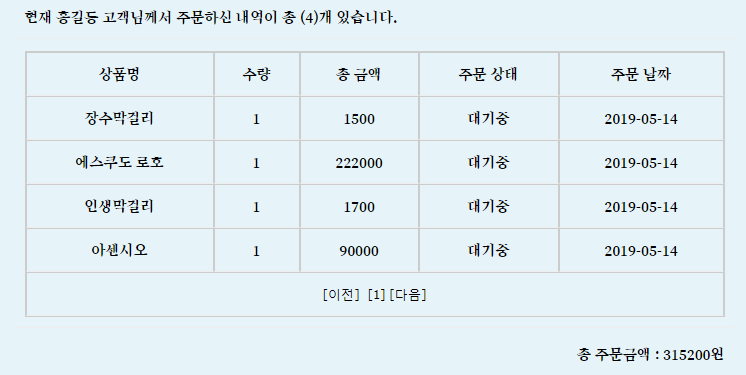 현재 홍길동 고객님께서 주문하신 내역이 총 (4)개 있습니다.
상품명 수량 총 금액 주문 상태 주문 날짜
장수막걸리 1 1500 대기중 2019-05-14
에스쿠도 로호 1 222000 대기중 2019-05-14
인생막걸리 1 1700 대기중 2019-05-14
아센시오 1 90000 대기중 2019-05-14
[이전] [1][다음]
총 주문금액 : 315200원